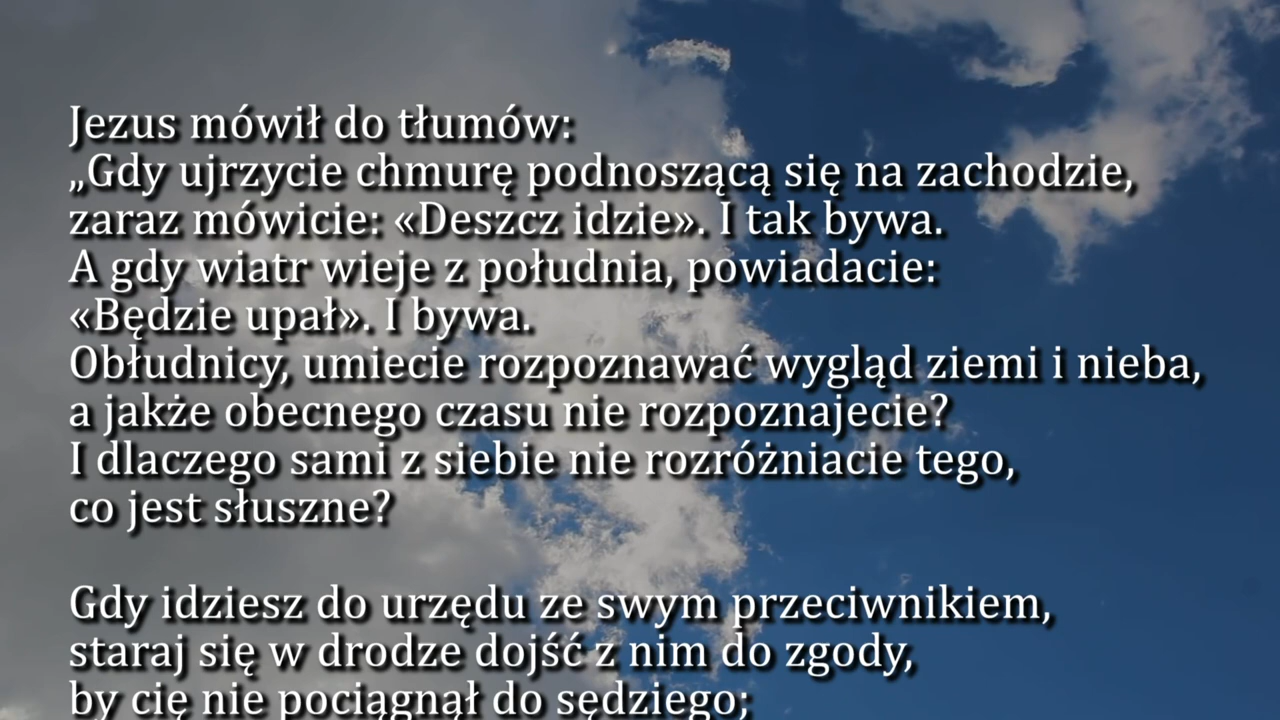 Jezus mówił do tłumów:
„Gdy ujrzycie chmurę podnoszącą się na zachodzie,
zaraz mówicie: «Deszcz idzie». I tak bywa.
A gdy wiatr wieje z południa, powiadacie:
«Będzie upał». I bywa.
Obłudnicy, umiecie rozpoznawać wygląd ziemi i nieba,
a jakże obecnego czasu nie rozpoznajecie?
I dlaczego sami z siebie nie rozróżniacie tego,
co jest słuszne?
Gdy idziesz do urzędu ze swym przeciwnikiem,
staraj się w drodze dojść z nim do zgody,
by cię nie pociągnął do sędziego;